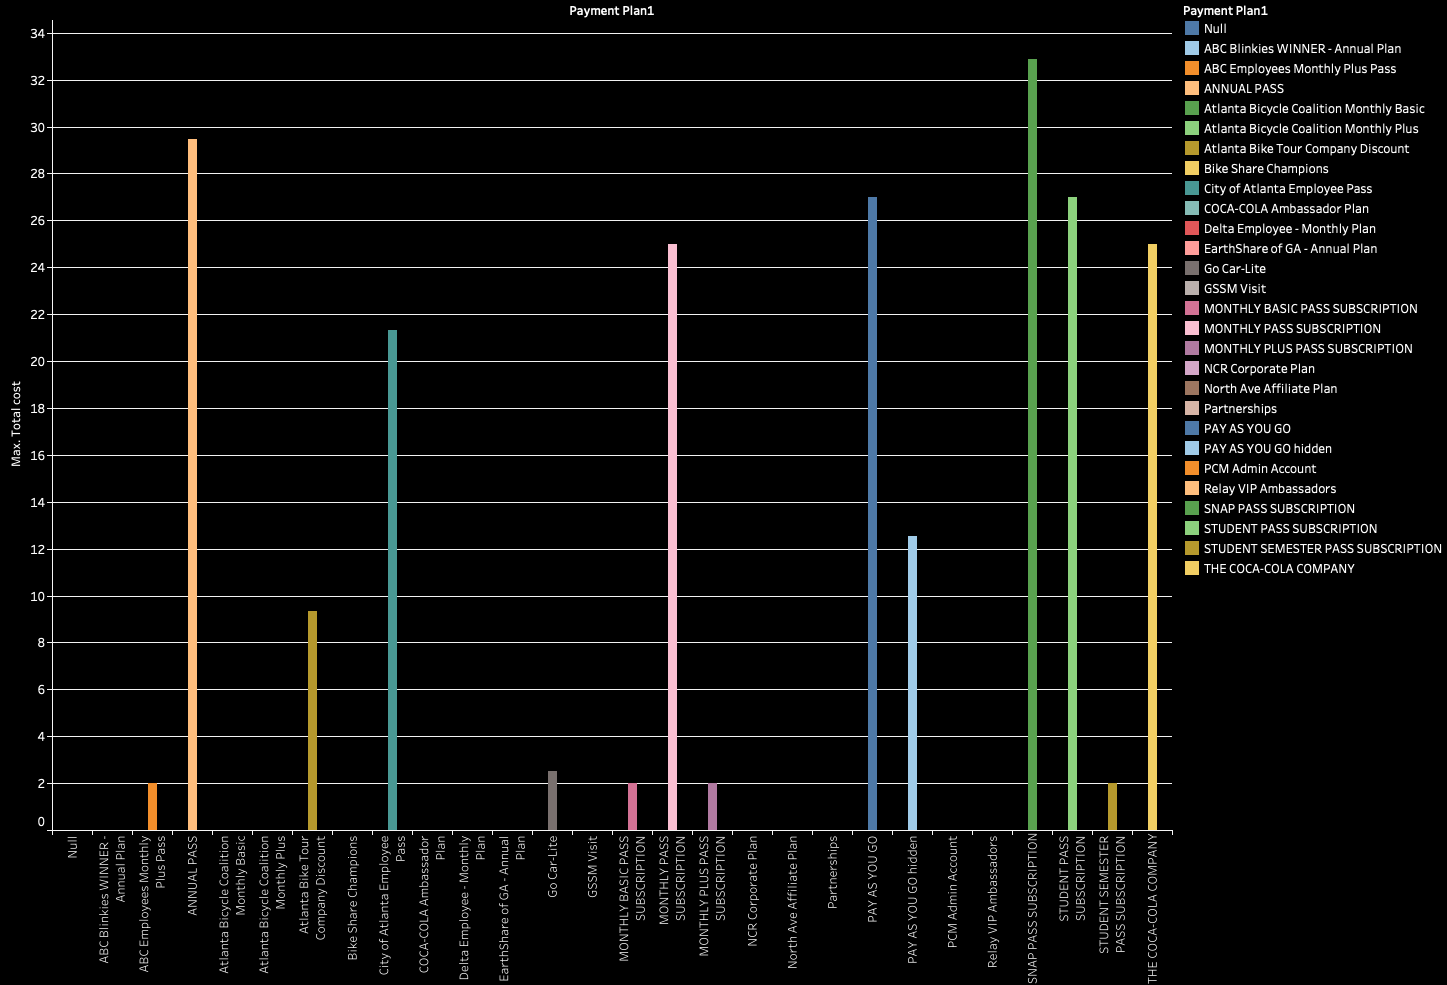 Payment Plan1
Payment Plan1
Null
ABC Blinkies WINNER - Annual Plan
ABC Employees Monthly Plus Pass
ANNUAL PASS
Atlanta Bicycle Coalition Monthly Basic
Atlanta Bicycle Coalition Monthly Plus
Atlanta Bike Tour Company Discount
Bike Share Champions
City of Atlanta Employee Pass
COCA-COLA Ambassador Plan
Delta Employee - Monthly Plan
EarthShare of GA - Annual Plan
Go Car-Lite
GSSM Visit
MONTHLY BASIC PASS SUBSCRIPTION
MONTHLY PASS SUBSCRIPTION
MONTHLY PLUS PASS SUBSCRIPTION
NCR Corporate Plan
North Ave Affiliate Plan
Partnerships
PAY AS YOU GO
PAY AS YOU GO hidden
PCM Admin Account
Relay VIP Ambassadors
SNAP PASS SUBSCRIPTION
STUDENT PASS SUBSCRIPTION
STUDENT SEMESTER PASS SUBSCRIPTION
THE COCA-COLA COMPANY
Max. Total cost
34
32
30
28
26
24
22
20
18
16
14
12
10
8
6
4
2
0
Null
ABC Blinkies WINNER -
Annual Plan
ABC Employees Monthly
Plus Pass
ANNUAL PASS
Atlanta Bicycle Coalition
Monthly Basic
Atlanta Bicycle Coalition
Monthly Plus
Atlanta Bike Tour
Company Discount
Bike Share Champions
City of Atlanta Employee
Pass
COCA-COLA Ambassador
Plan
Delta Employee - Monthly
Plan
EarthShare of GA - Annual
Plan
Go Car-Lite
GSSM Visit
MONTHLY BASIC PASS
SUBSCRIPTION
MONTHLY PASS
SUBSCRIPTION
MONTHLY PLUS PASS
SUBSCRIPTION
NCR Corporate Plan
North Ave Affiliate Plan
Partnerships
PAY AS YOU GO
PAY AS YOU GO hidden
PCM Admin Account
Relay VIP Ambassadors
SNAP PASS SUBSCRIPTION
STUDENT PASS
SUBSCRIPTION
STUDENT SEMESTER
PASS SUBSCRIPTION
THE COCA-COLA COMPANY